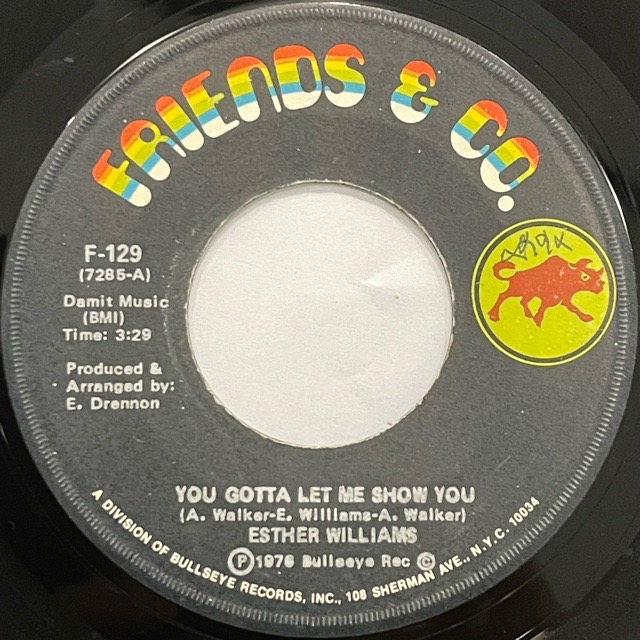 FRIENDS & CO.
F-129
(7285-A)
Damit Music
(BMI)
Time: 3:29
Produced &
Arranged by:
E. Drennon
YOU GOTTA LET ME SHOW YOU
(A. Walker-E. Williams-A. Walker)
ESTHER WILLIAMS
Ⓟ 1976 Bullseye Rec ©
A DIVISION OF BULLSEYE RECORDS, INC., 108 SHERMAN AVE., N.Y.C. 10034